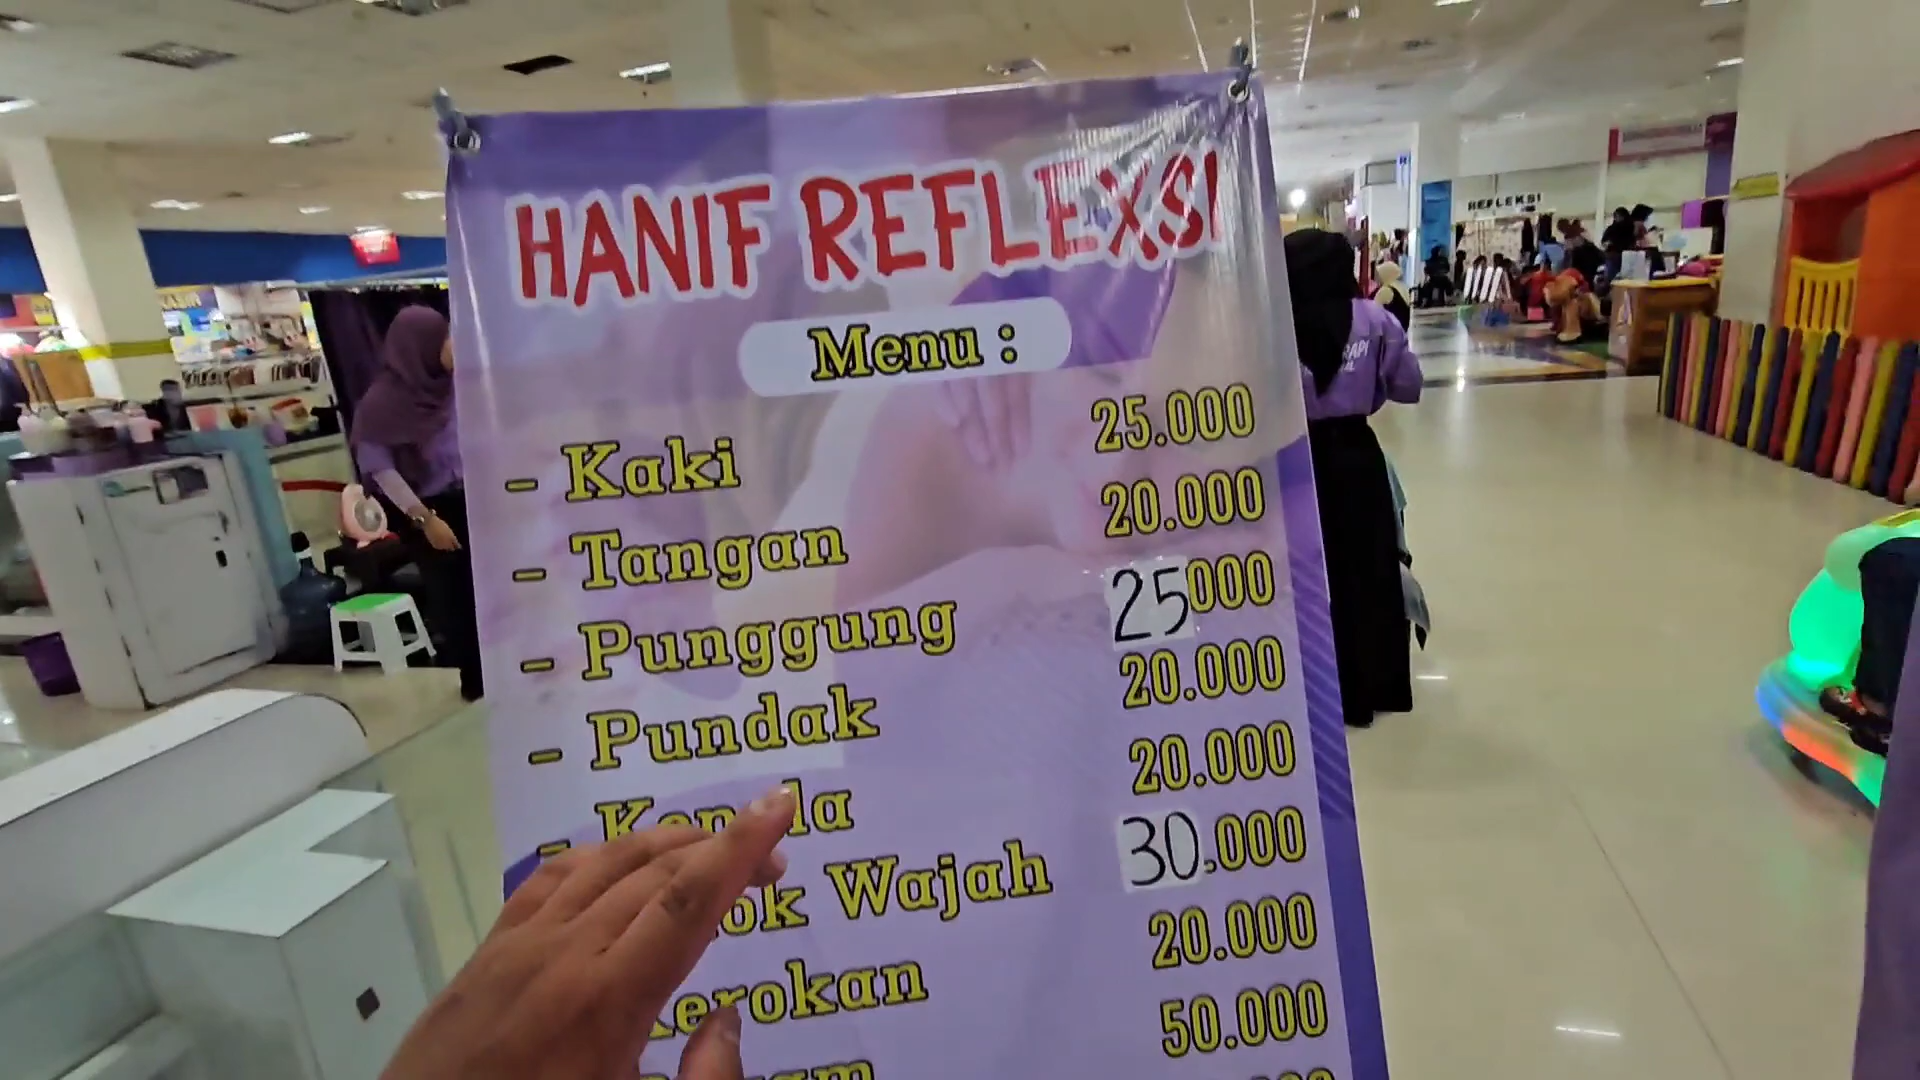 HANIF REFLEXSI
Menu :
- Kaki 25.000
- Tangan 20.000
- Punggung 25000
- Pundak 20.000
- 20.000
Wajah 30.000
20.000
50.000
REFLEKSI